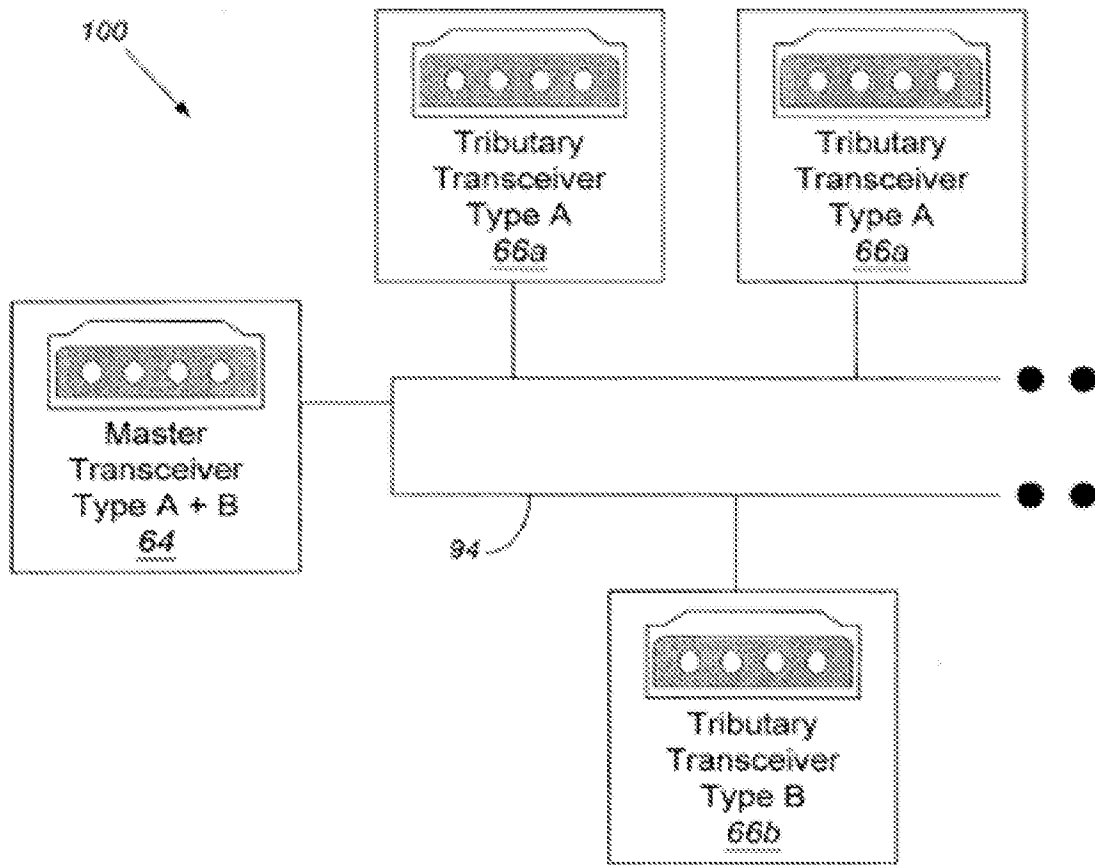 100
Tributary
Transceiver
Type A
66a
Tributary
Transceiver
Type A
66a
Master
Transceiver
Type A + B
64
94
Tributary
Transceiver
Type B
66b